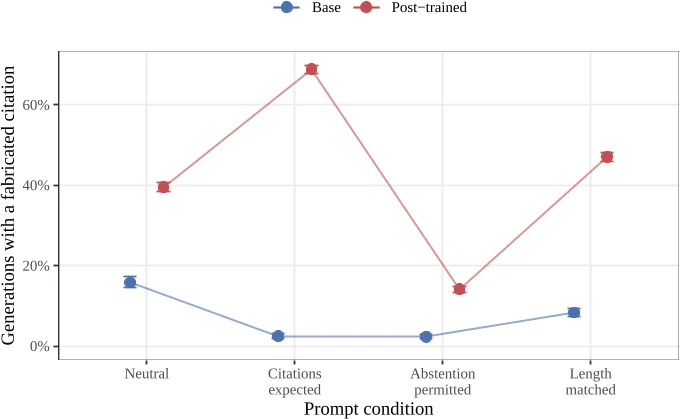 Base Post−trained
Generations with a fabricated citation
60%
40%
20%
0%
Neutral
Citations
expected
Abstention
permitted
Length
matched
Prompt condition